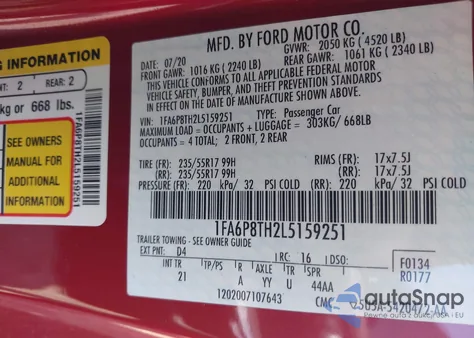 G INFORMATION
NT: 2 REAR: 2
kg or 668 lbs.
SEE OWNERS
MANUAL FOR
ADDITIONAL
INFORMATION
1FA6P8TH2L5159251
MFD. BY FORD MOTOR CO.
07/20 GVWR: 2050 KG ( 4520 LB)
FRONT GAWR: 1016 KG ( 2240 LB) REAR GAWR: 1061 KG ( 2340 LB)
THIS VEHICLE CONFORMS TO ALL APPLICABLE FEDERAL MOTOR
VEHICLE SAFETY, BUMPER, AND THEFT PREVENTION STANDARDS
IN EFFECT ON THE DATE OF MANUFACTURE SHOWN ABOVE.
VIN: 1FA6P8TH2L5159251 TYPE: Passenger Car
MAXIMUM LOAD = OCCUPANTS + LUGGAGE = 303KG/668LB
OCCUPANTS = 4 TOTAL; 2 FRONT, 2 REAR
TIRE (FR): 235/55R17 99H RIMS (FR): 17x7.5J
TIRE (RR): 235/55R17 99H (RR): 17x7.5J
PRESSURE (FR) 220 kPa/ 32 PSI COLD (RR) 220 kPa/ 32 PSI COLD
1FA6P8TH2L5159251
TRAILER TOWING - SEE OWNER GUIDE
EXT PNT: D4 RC: 16 DSO: F0134
INT TR TP/PS R AXLE TR SPR R0177
21 A YY U 44AA
1202007107643 CMC
autoSnap